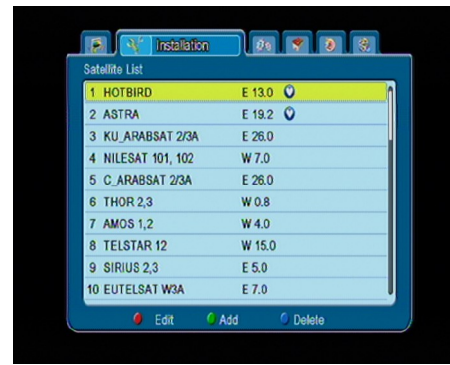 Installation
Satellite List
1 HOTBIRD E 13.0
2 ASTRA E 19.2
3 KU_ARABSAT 2/3A E 26.0
4 NILESAT 101, 102 W 7.0
5 C_ARABSAT 2/3A E 26.0
6 THOR 2,3 W 0.8
7 AMOS 1,2 W 4.0
8 TELSTAR 12 W 15.0
9 SIRIUS 2,3 E 5.0
10 EUTELSAT W3A E 7.0
Edit Add Delete